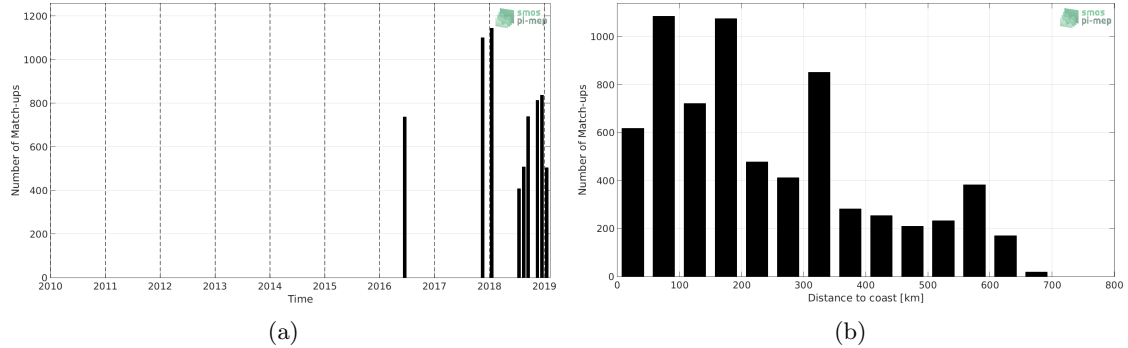 smos
pi-mep
1200
1000
800
600
400
200
0
Number of Match-ups
2010 2011 2012 2013 2014 2015 2016 2017 2018 2019
Time
(a)
smos
pi-mep
1000
800
600
400
200
0
Number of Match-ups
0 100 200 300 400 500 600 700 800
Distance to coast [km]
(b)